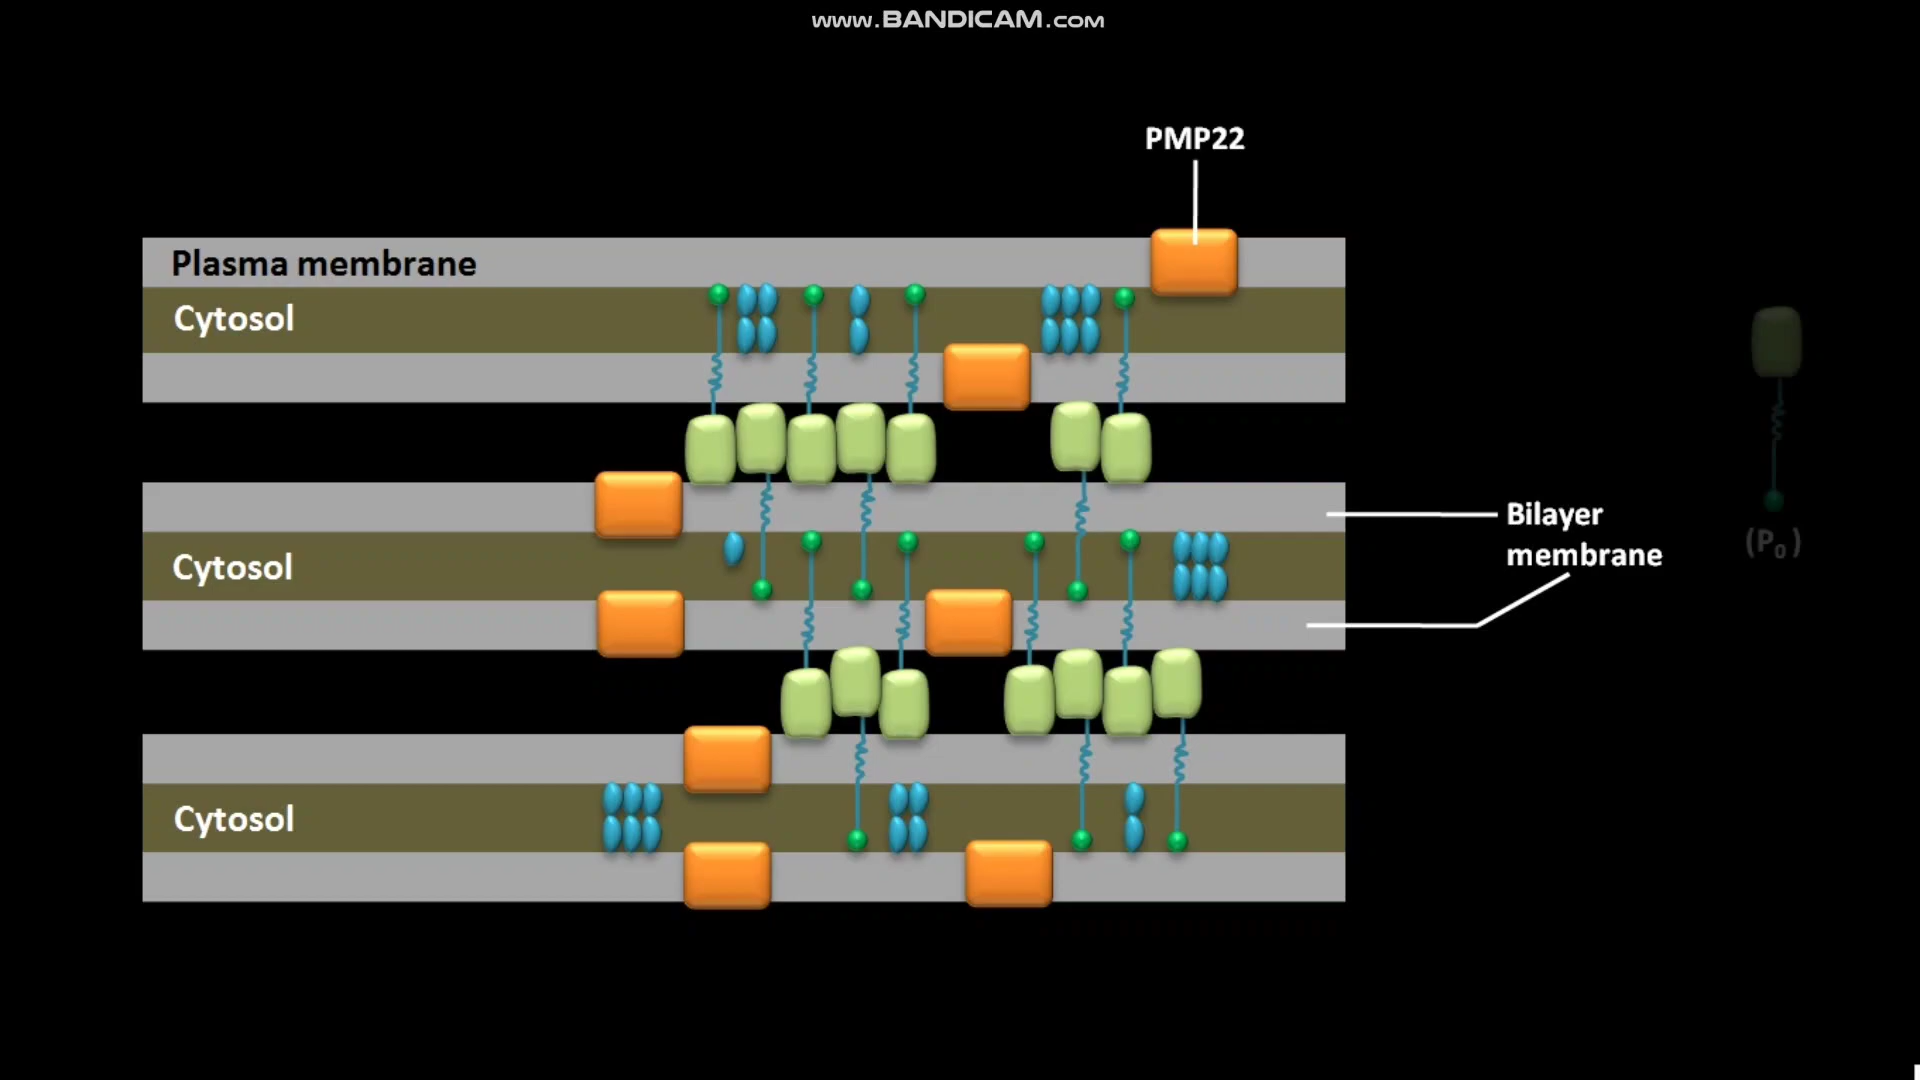 www.BANDICAM.com
PMP22
Plasma membrane
Cytosol
Bilayer
membrane
(P₀)
Cytosol
Cytosol